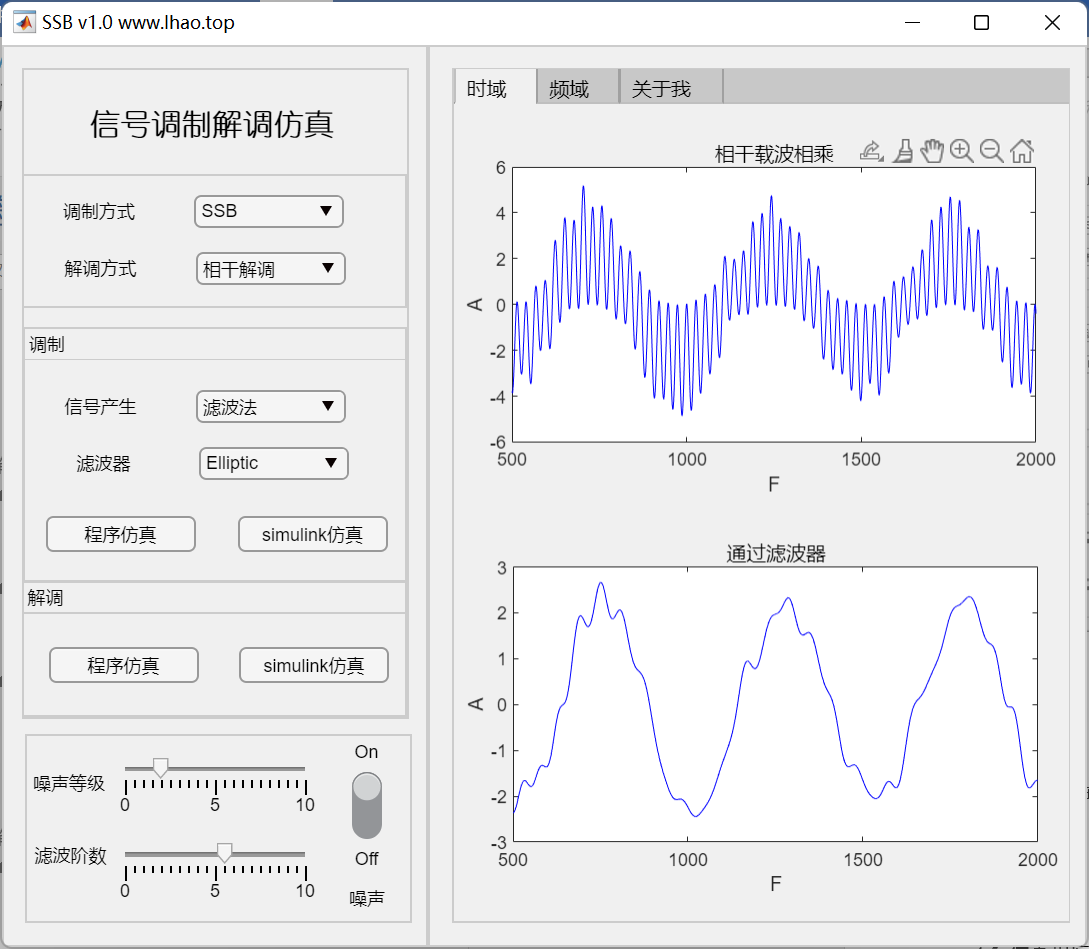 SSB v1.0 www.lhao.top
信号调制解调仿真
调制方式 SSB
解调方式 相干解调
调制
信号产生 滤波法
滤波器 Elliptic
程序仿真 simulink仿真
解调
程序仿真 simulink仿真
噪声等级
0 5 10
滤波阶数
0 5 10
On
Off
噪声
时域 频域 关于我
相干载波相乘
6
4
2
0
-2
-4
-6
A
500 1000 1500 2000
F
通过滤波器
3
2
1
0
-1
-2
-3
A
500 1000 1500 2000
F